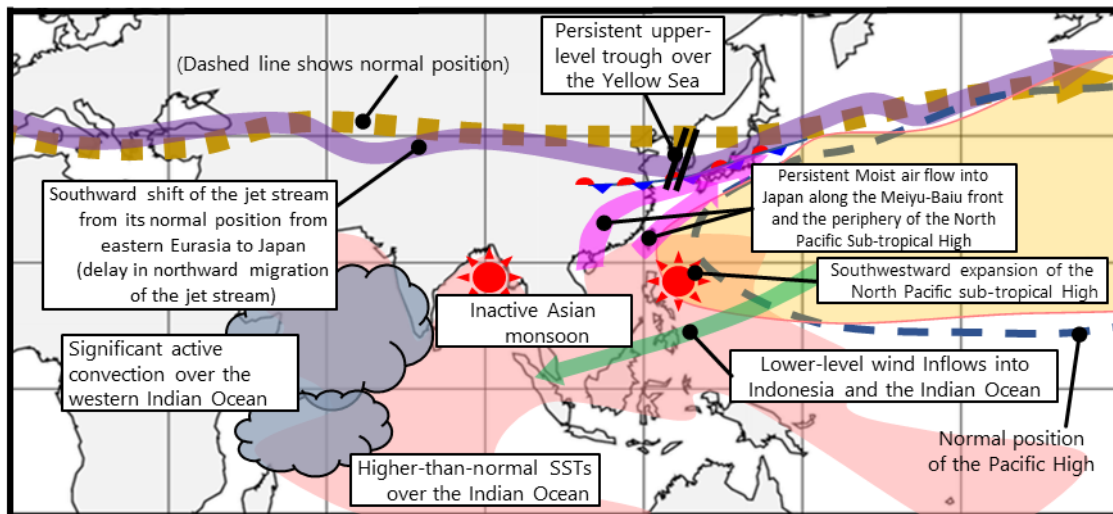 (Dashed line shows normal position)
Persistent upper-
level trough over
the Yellow Sea
Southward shift of the jet stream
from its normal position from
eastern Eurasia to Japan
(delay in northward migration
of the jet stream)
Persistent Moist air flow into
Japan along the Meiyu-Baiu front
and the periphery of the North
Pacific Sub-tropical High
Southwestward expansion of the
North Pacific sub-tropical High
Inactive Asian
monsoon
Significant active
convection over the
western Indian Ocean
Lower-level wind Inflows into
Indonesia and the Indian Ocean
Higher-than-normal SSTs
over the Indian Ocean
Normal position
of the Pacific High